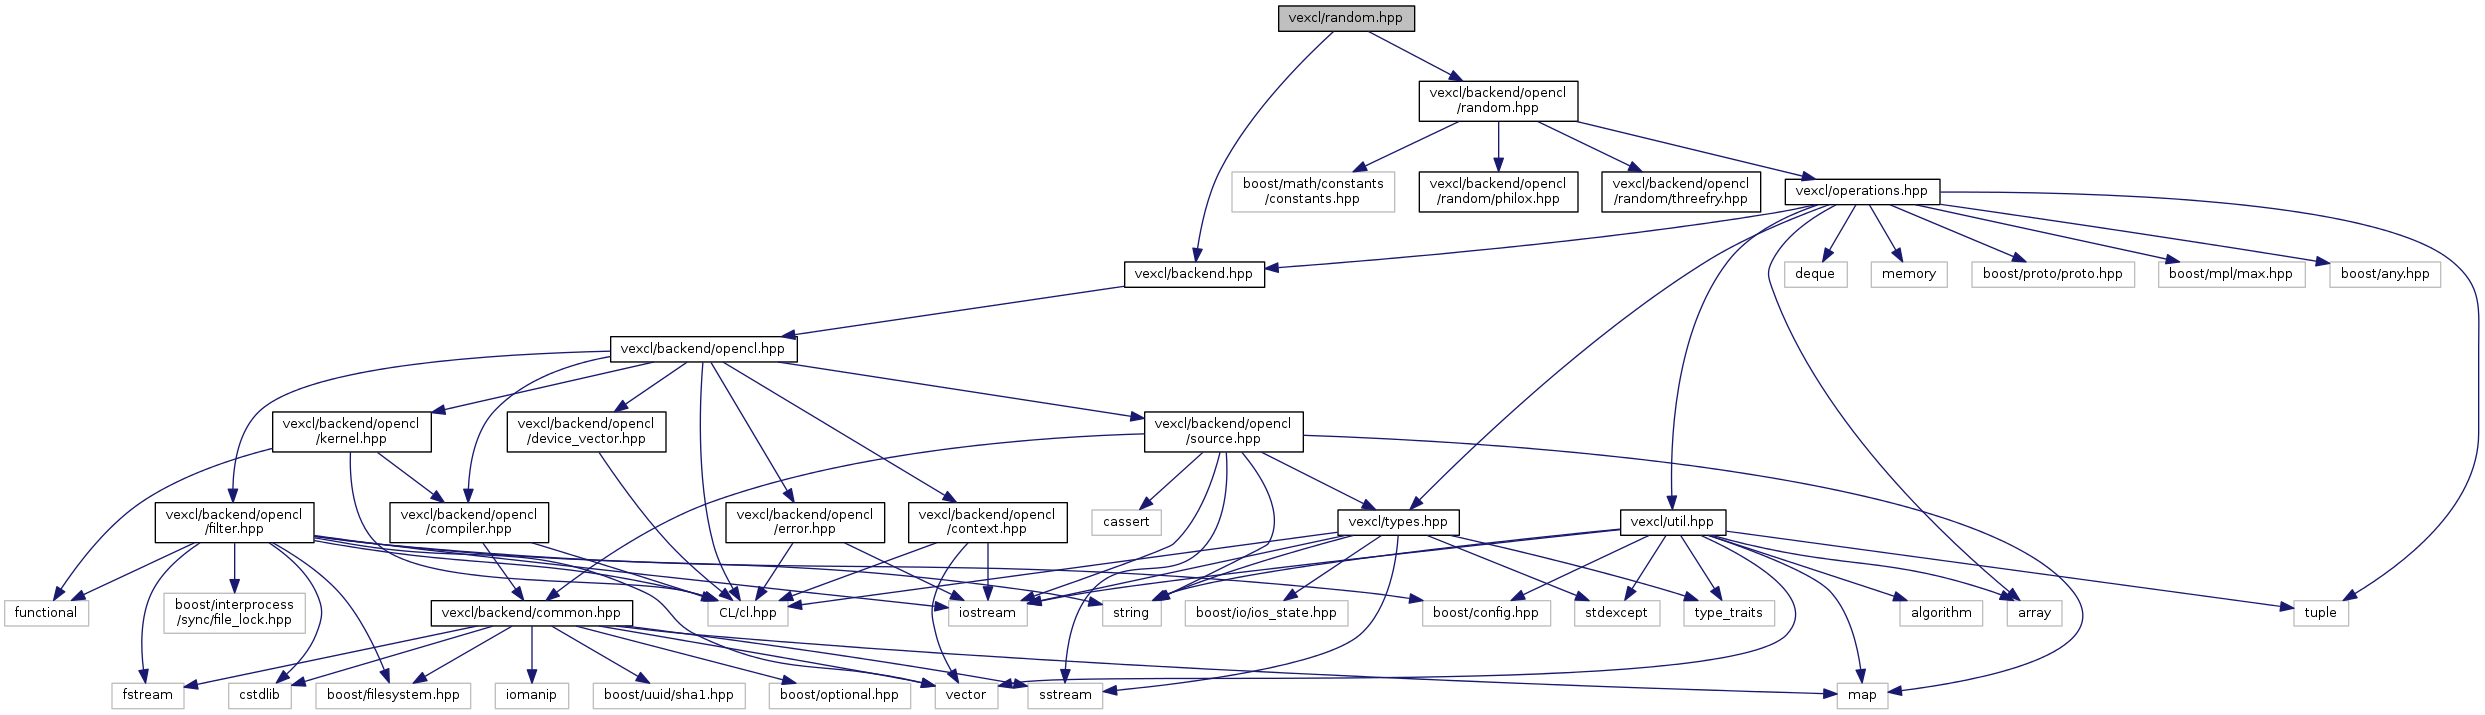 vexcl/random.hpp
vexcl/backend/opencl
/random.hpp
boost/math/constants
/constants.hpp
vexcl/backend/opencl
/random/philox.hpp
vexcl/backend/opencl
/random/threefry.hpp
vexcl/operations.hpp
vexcl/backend.hpp
deque
memory
boost/proto/proto.hpp
boost/mpl/max.hpp
boost/any.hpp
vexcl/backend/opencl.hpp
vexcl/backend/opencl
/kernel.hpp
vexcl/backend/opencl
/device_vector.hpp
vexcl/backend/opencl
/source.hpp
vexcl/backend/opencl
/filter.hpp
vexcl/backend/opencl
/compiler.hpp
vexcl/backend/opencl
/error.hpp
vexcl/backend/opencl
/context.hpp
cassert
vexcl/types.hpp
vexcl/util.hpp
functional
boost/interprocess
/sync/file_lock.hpp
vexcl/backend/common.hpp
CL/cl.hpp
iostream
string
boost/io/ios_state.hpp
boost/config.hpp
stdexcept
type_traits
algorithm
array
tuple
fstream
cstdlib
boost/filesystem.hpp
iomanip
boost/uuid/sha1.hpp
boost/optional.hpp
vector
sstream
map